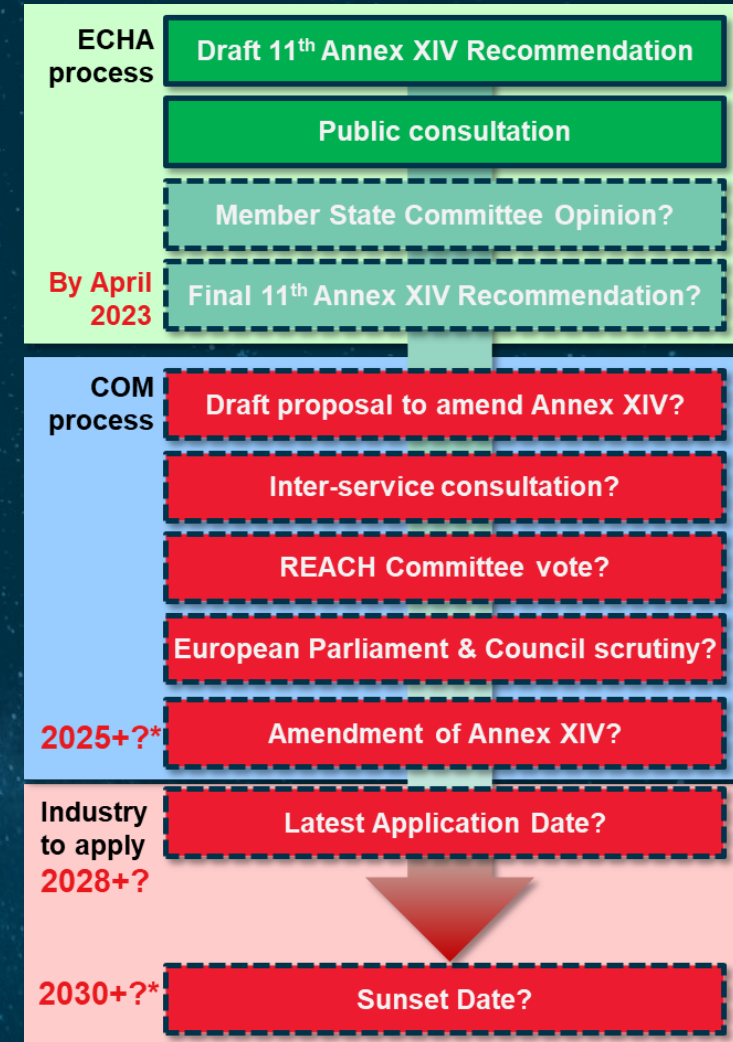 ECHA
process
Draft 11th Annex XIV Recommendation
Public consultation
Member State Committee Opinion?
By April
2023
Final 11th Annex XIV Recommendation?
COM
process
Draft proposal to amend Annex XIV?
Inter-service consultation?
REACH Committee vote?
European Parliament & Council scrutiny?
2025+?*
Amendment of Annex XIV?
Industry
to apply
2028+?
Latest Application Date?
2030+?*
Sunset Date?